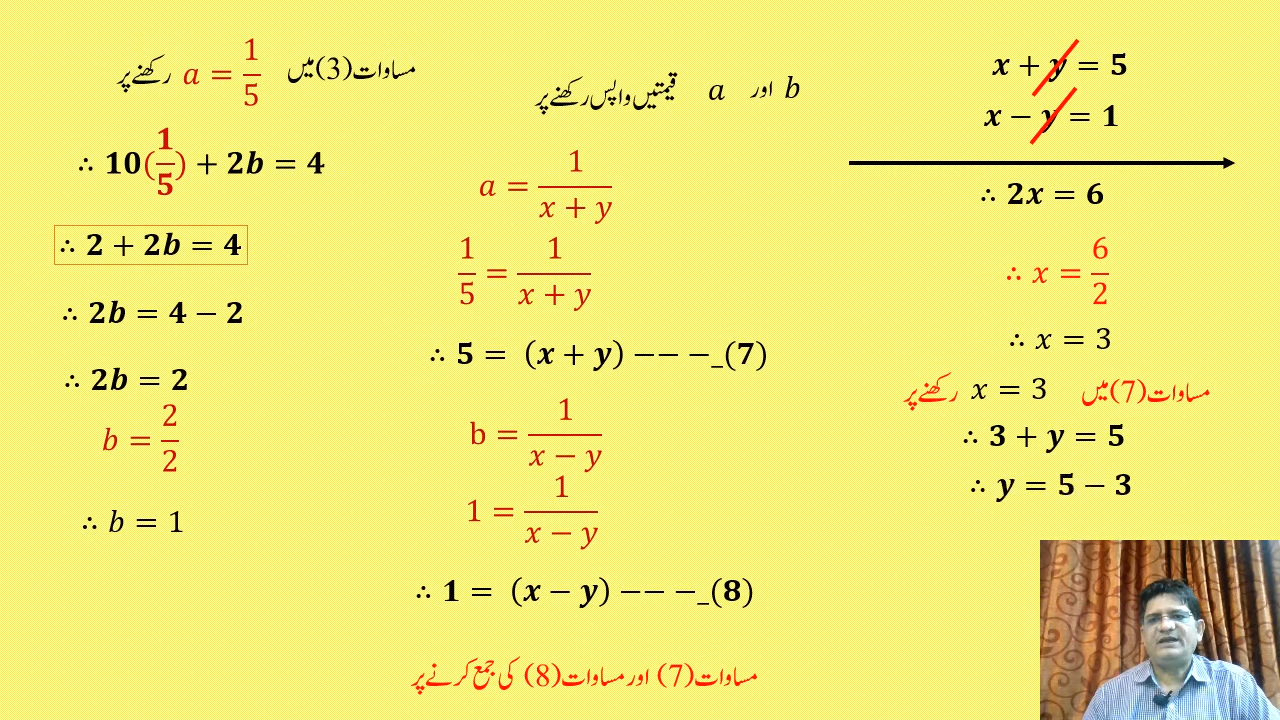 مساوات(3)میں a = 1/5 رکھنے پر
∴ 10(1/5) + 2b = 4
∴ 2 + 2b = 4
∴ 2b = 4 − 2
∴ 2b = 2
b = 2/2
∴ b = 1
b اور a قیمتیں واپس رکھنے پر
a = 1/(x + y)
1/5 = 1/(x + y)
∴ 5 = (x + y) −− −_(7)
b = 1/(x − y)
1 = 1/(x − y)
∴ 1 = (x − y) −− −_(8)
مساوات(7) اور مساوات(8) کی جمع کرنے پر
x + y = 5
x − y = 1
∴ 2x = 6
∴ x = 6/2
∴ x = 3
مساوات(7)میں x = 3 رکھنے پر
∴ 3 + y = 5
∴ y = 5 − 3